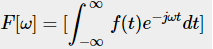 F[ω] = [∫_{-∞}^{∞} f(t)e^{-jωt}dt]